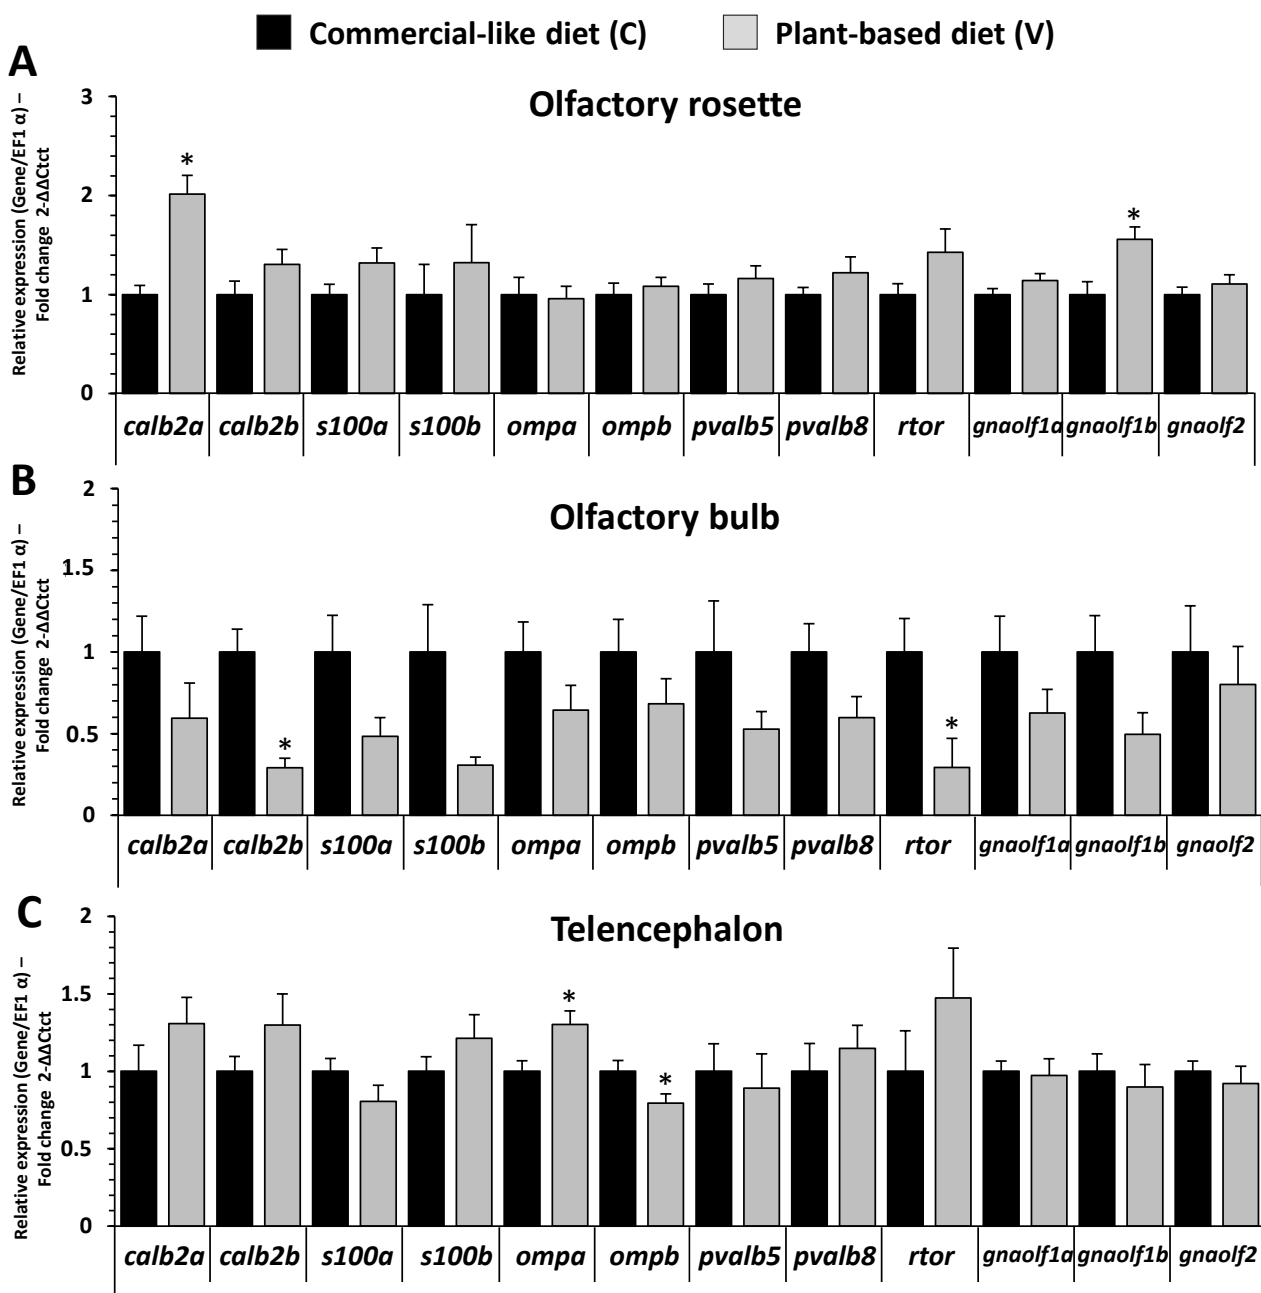 Commercial-like diet (C) Plant-based diet (V)
A
Olfactory rosette
Relative expression (Gene/EF1 α) –
Fold change 2-ΔΔCtct
3
2
1
0
*
*
calb2a calb2b s100a s100b ompa ompb pvalb5 pvalb8 rtor gnaolf1a gnaolf1b gnaolf2
B
Olfactory bulb
Relative expression (Gene/EF1 α) –
Fold change 2-ΔΔCtct
2
1.5
1
0.5
0
*
*
calb2a calb2b s100a s100b ompa ompb pvalb5 pvalb8 rtor gnaolf1a gnaolf1b gnaolf2
C
Telencephalon
Relative expression (Gene/EF1 α) –
Fold change 2-ΔΔCtct
2
1.5
1
0.5
0
*
*
calb2a calb2b s100a s100b ompa ompb pvalb5 pvalb8 rtor gnaolf1a gnaolf1b gnaolf2